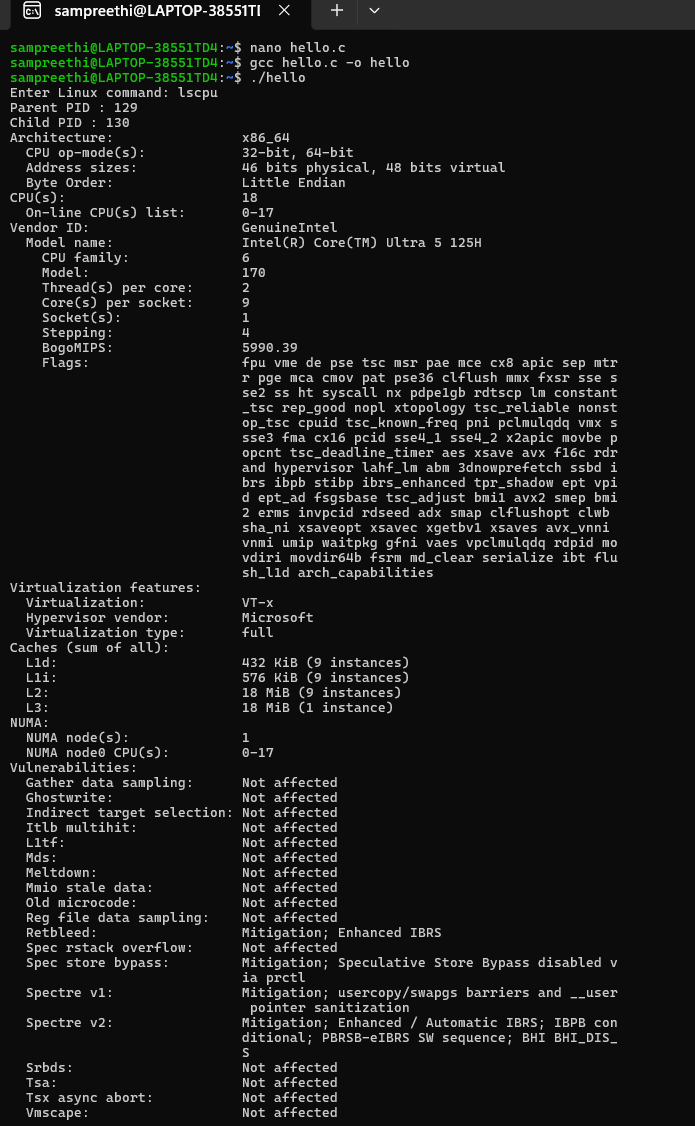 sampreethi@LAPTOP-38551TI
sampreethi@LAPTOP-38551TD4:~$ nano hello.c
sampreethi@LAPTOP-38551TD4:~$ gcc hello.c -o hello
sampreethi@LAPTOP-38551TD4:~$ ./hello
Enter Linux command: lscpu
Parent PID : 129
Child PID : 130
Architecture: x86_64
CPU op-mode(s): 32-bit, 64-bit
Address sizes: 46 bits physical, 48 bits virtual
Byte Order: Little Endian
CPU(s): 18
On-line CPU(s) list: 0-17
Vendor ID: GenuineIntel
Model name: Intel(R) Core(TM) Ultra 5 125H
CPU family: 6
Model: 170
Thread(s) per core: 2
Core(s) per socket: 9
Socket(s): 1
Stepping: 4
BogoMIPS: 5990.39
Flags: fpu vme de pse tsc msr pae mce cx8 apic sep mtr
r pge mca cmov pat pse36 clflush mmx fxsr sse s
se2 ss ht syscall nx pdpe1gb rdtscp lm constant
_tsc rep_good nopl xtopology tsc_reliable nonst
op_tsc cpuid tsc_known_freq pni pclmulqdq vmx s
sse3 fma cx16 pcid sse4_1 sse4_2 x2apic movbe p
opcnt tsc_deadline_timer aes xsave avx f16c rdr
and hypervisor lahf_lm abm 3dnowprefetch ssbd i
brs ibpb stibp ibrs_enhanced tpr_shadow ept vpi
d ept_ad fsgsbase tsc_adjust bmi1 avx2 smep bmi
2 erms invpcid rdseed adx smap clflushopt clwb
sha_ni xsaveopt xsavec xgetbv1 xsaves avx_vnni
vnmi umip waitpkg gfni vaes vpclmulqdq rdpid mo
vdiri movdir64b fsrm md_clear serialize ibt flu
sh_l1d arch_capabilities
Virtualization features:
Virtualization: VT-x
Hypervisor vendor: Microsoft
Virtualization type: full
Caches (sum of all):
L1d: 432 KiB (9 instances)
L1i: 576 KiB (9 instances)
L2: 18 MiB (9 instances)
L3: 18 MiB (1 instance)
NUMA:
NUMA node(s): 1
NUMA node0 CPU(s): 0-17
Vulnerabilities:
Gather data sampling: Not affected
Ghostwrite: Not affected
Indirect target selection: Not affected
Itlb multihit: Not affected
L1tf: Not affected
Mds: Not affected
Meltdown: Not affected
Mmio stale data: Not affected
Old microcode: Not affected
Reg file data sampling: Not affected
Retbleed: Mitigation; Enhanced IBRS
Spec rstack overflow: Not affected
Spec store bypass: Mitigation; Speculative Store Bypass disabled v
ia prctl
Spectre v1: Mitigation; usercopy/swapgs barriers and __user
pointer sanitization
Spectre v2: Mitigation; Enhanced / Automatic IBRS; IBPB con
ditional; PBRSB-eIBRS SW sequence; BHI BHI_DIS_
S
Srbds: Not affected
Tsa: Not affected
Tsx async abort: Not affected
Vmscape: Not affected